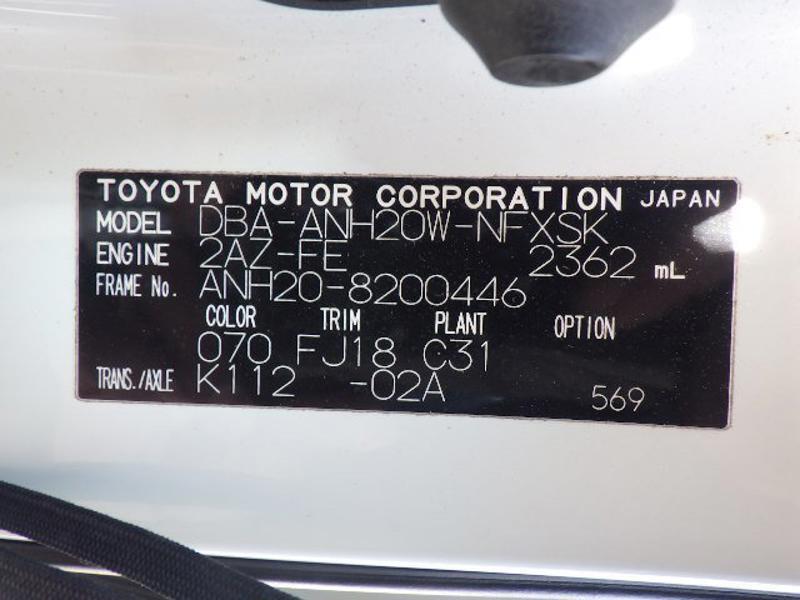 TOYOTA MOTOR CORPORATION JAPAN
MODEL DBA-ANH20W-NFXSK
ENGINE 2AZ-FE 2362 mL
FRAME No. ANH20-8200446
COLOR TRIM PLANT OPTION
070 FJ18 C31
TRANS./AXLE K112 -02A 569